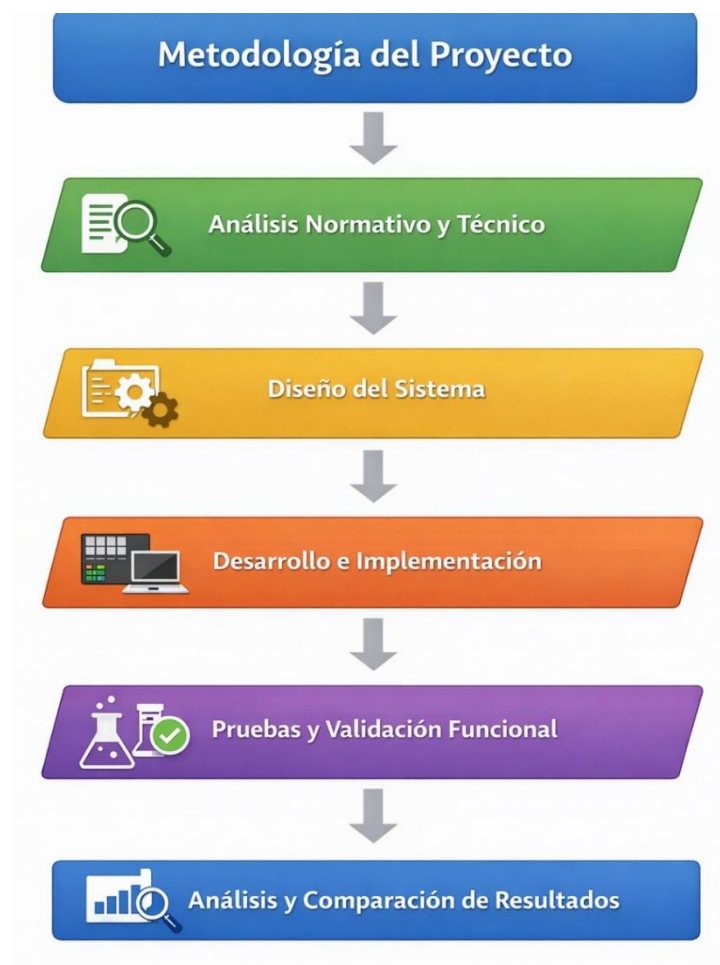 Metodología del Proyecto
Análisis Normativo y Técnico
Diseño del Sistema
Desarrollo e Implementación
Pruebas y Validación Funcional
Análisis y Comparación de Resultados